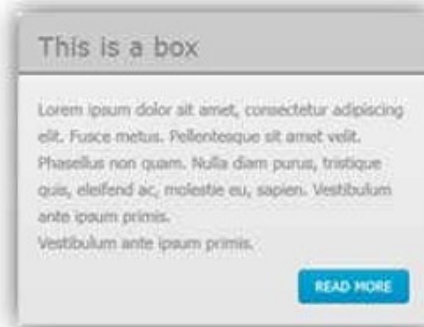 This is a box
Lorem ipsum dolor sit amet, consectetur adipiscing
elit. Fusce metus. Pellentesque sit amet velit.
Phasellus non quam. Nulla diam purus, tristique
quis, eleifend ac, molestie eu, sapien. Vestibulum
ante ipsum primis.
Vestibulum ante ipsum primis.
READ MORE